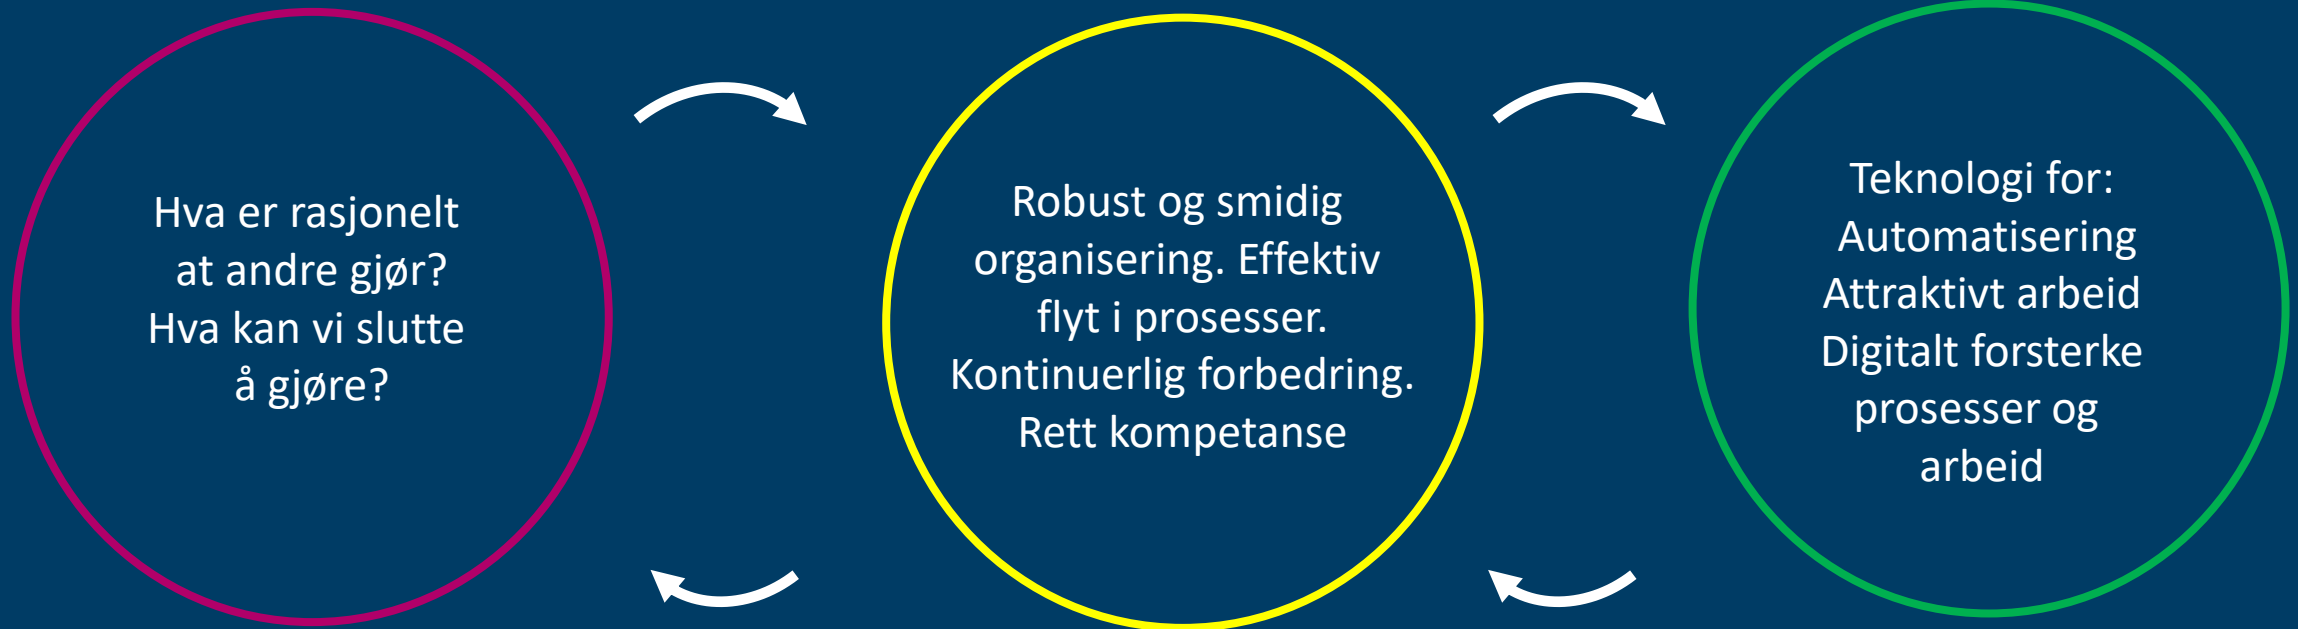 Hva er rasjonelt
at andre gjør?
Hva kan vi slutte
å gjøre?
Robust og smidig
organisering. Effektiv
flyt i prosesser.
Kontinuerlig forbedring.
Rett kompetanse
Teknologi for:
Automatisering
Attraktivt arbeid
Digitalt forsterke
prosesser og
arbeid